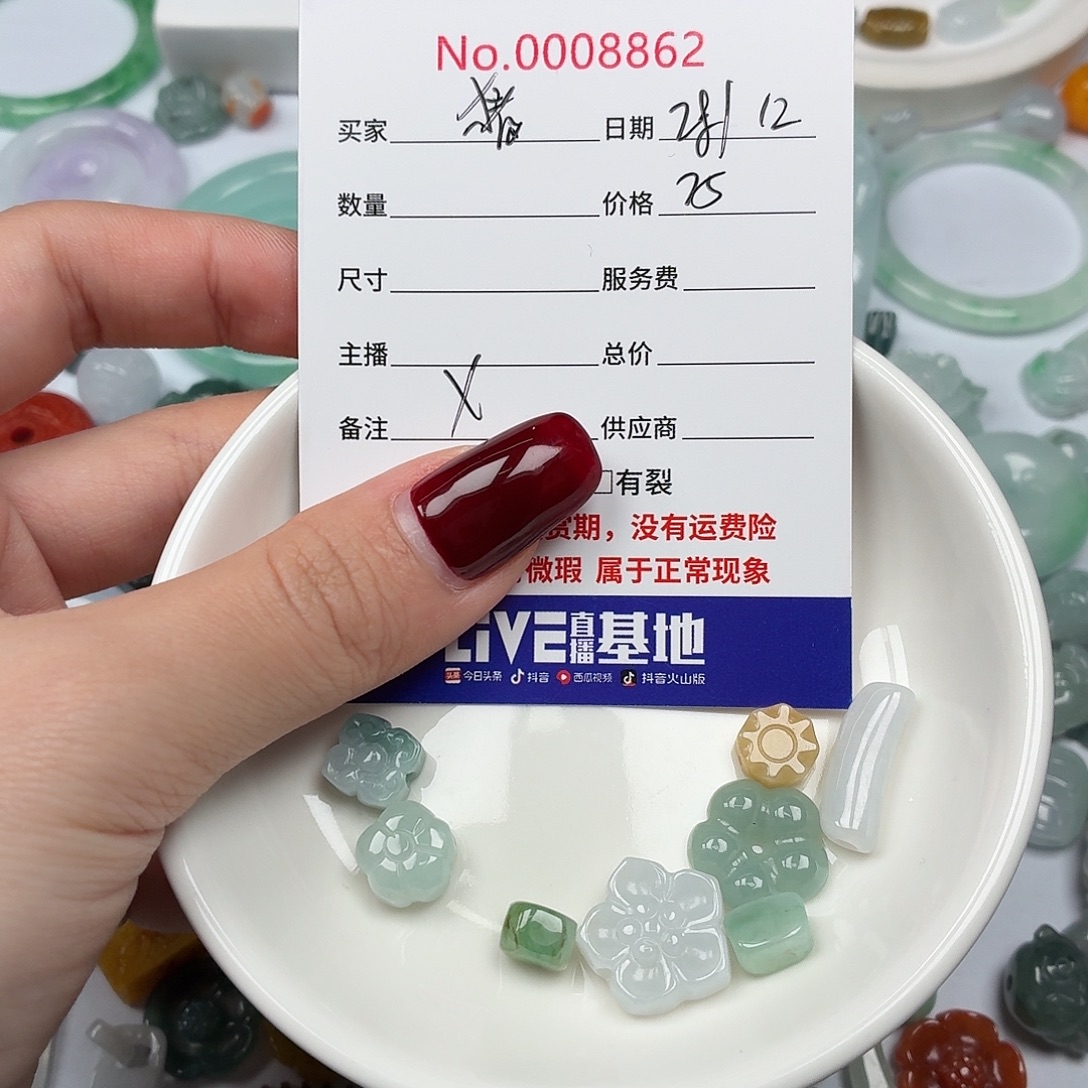 No.0008862
买家 猪 日期
数量 价格 25
尺寸 服务费
主播 总价
备注 X 供应商
□有裂
货期，没有运费险
微瑕 属于正常现象
LIVE直播基地
头条 今日头条 抖音 西瓜视频 抖音火山版